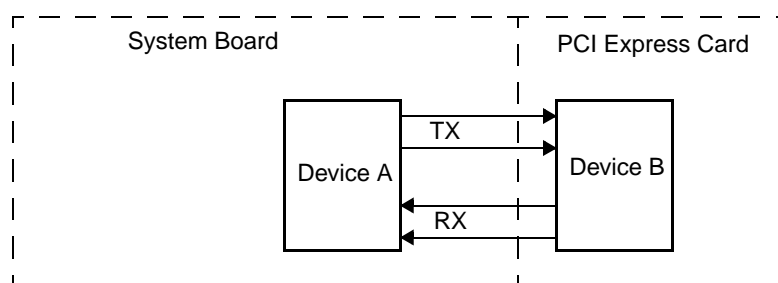 System Board
PCI Express Card
TX
Device A
Device B
RX